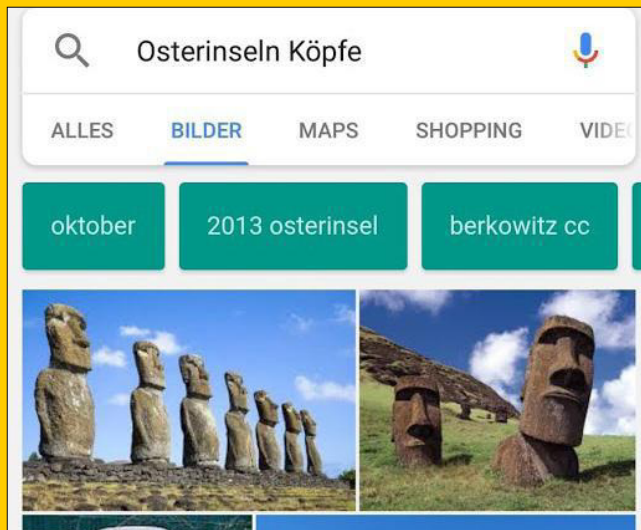 Osterinseln Köpfe
ALLES BILDER MAPS SHOPPING
oktober 2013 osterinsel berkowitz cc